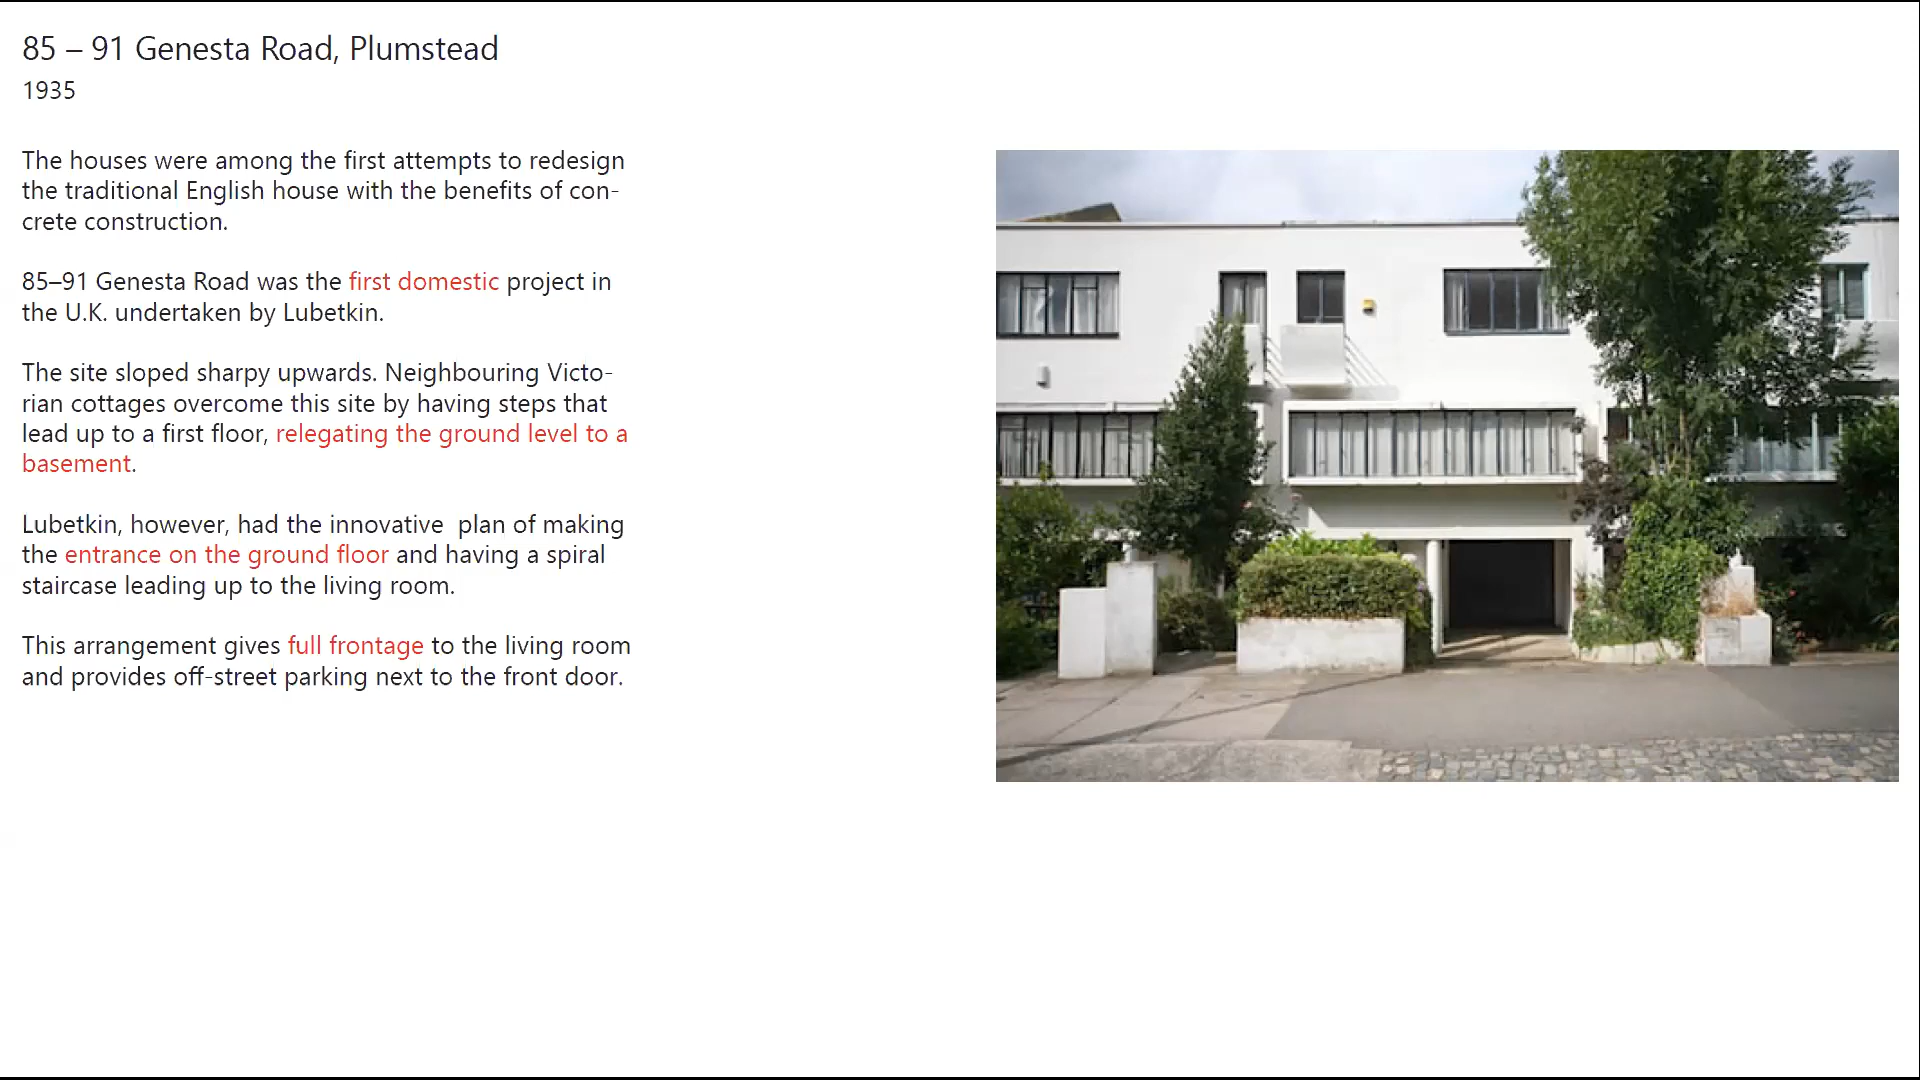 85 – 91 Genesta Road, Plumstead
1935
The houses were among the first attempts to redesign
the traditional English house with the benefits of con-
crete construction.
85–91 Genesta Road was the first domestic project in
the U.K. undertaken by Lubetkin.
The site sloped sharpy upwards. Neighbouring Victo-
rian cottages overcome this site by having steps that
lead up to a first floor, relegating the ground level to a
basement.
Lubetkin, however, had the innovative  plan of making
the entrance on the ground floor and having a spiral
staircase leading up to the living room.
This arrangement gives full frontage to the living room
and provides off-street parking next to the front door.